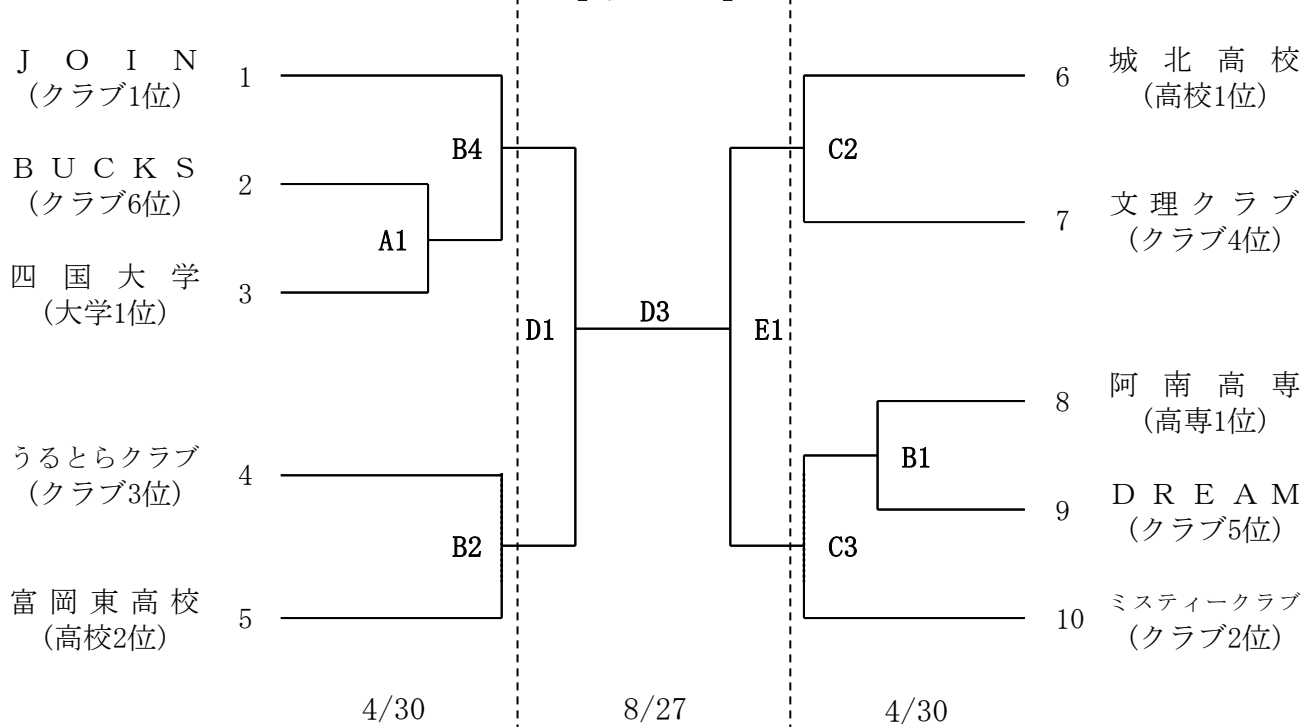 J O I N
(クラブ1位)
1
B U C K S
(クラブ6位)
2
四国大学
(大学1位)
3
うるとらクラブ
(クラブ3位)
4
富岡東高校
(高校2位)
5
B4
A1
B2
D1
D3
E1
C2
B1
C3
6
城北高校
(高校1位)
7
文理クラブ
(クラブ4位)
8
阿南高専
(高専1位)
9
D R E A M
(クラブ5位)
10
ミスティークラブ
(クラブ2位)
4/30
8/27
4/30